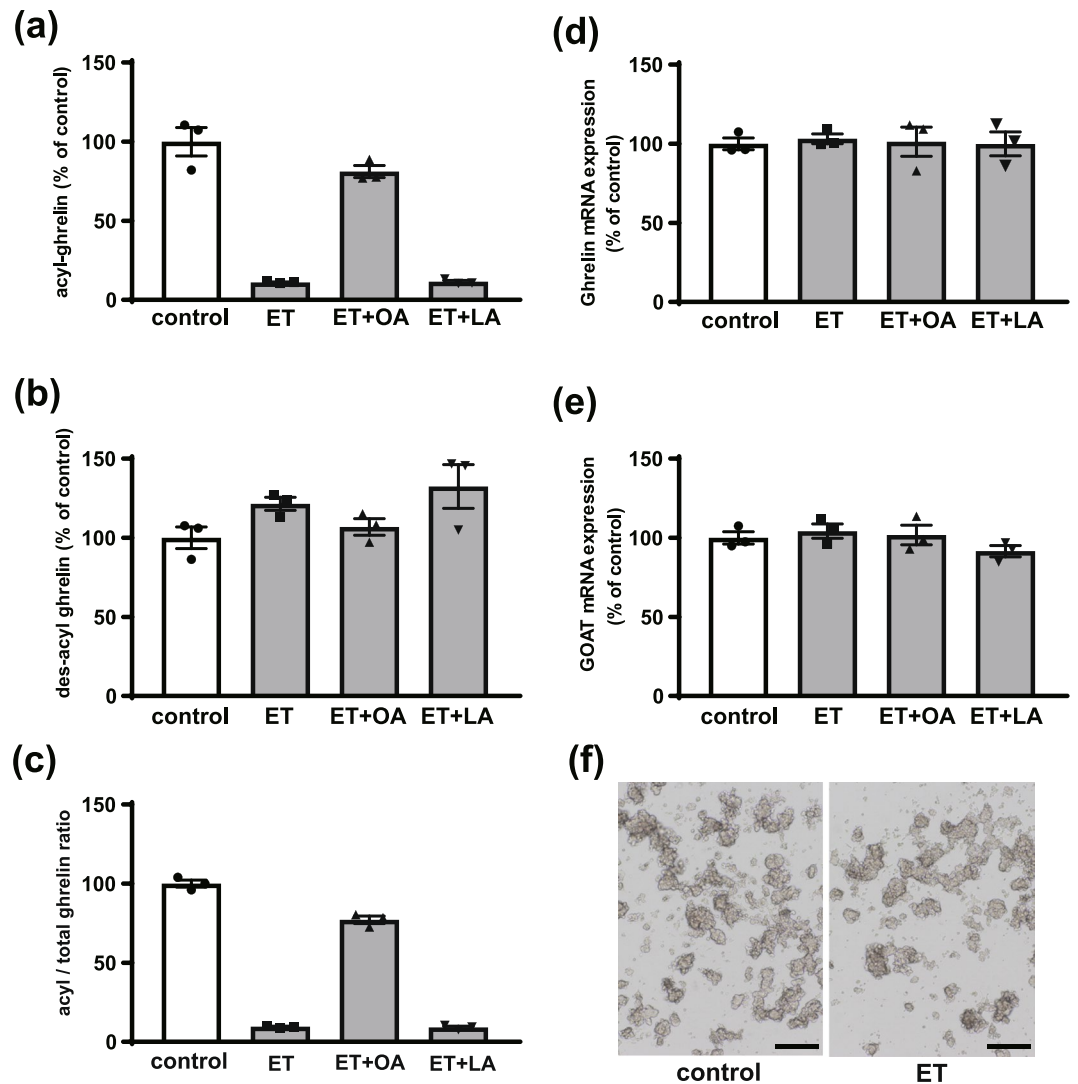 (a)
acyl-ghrelin (% of control)
150
100
50
0
control ET ET+OA ET+LA
(b)
des-acyl ghrelin (% of control)
150
100
50
0
control ET ET+OA ET+LA
(c)
acyl / total ghrelin ratio
150
100
50
0
control ET ET+OA ET+LA
(d)
Ghrelin mRNA expression
(% of control)
150
100
50
0
control ET ET+OA ET+LA
(e)
GOAT mRNA expression
(% of control)
150
100
50
0
control ET ET+OA ET+LA
(f)
control ET